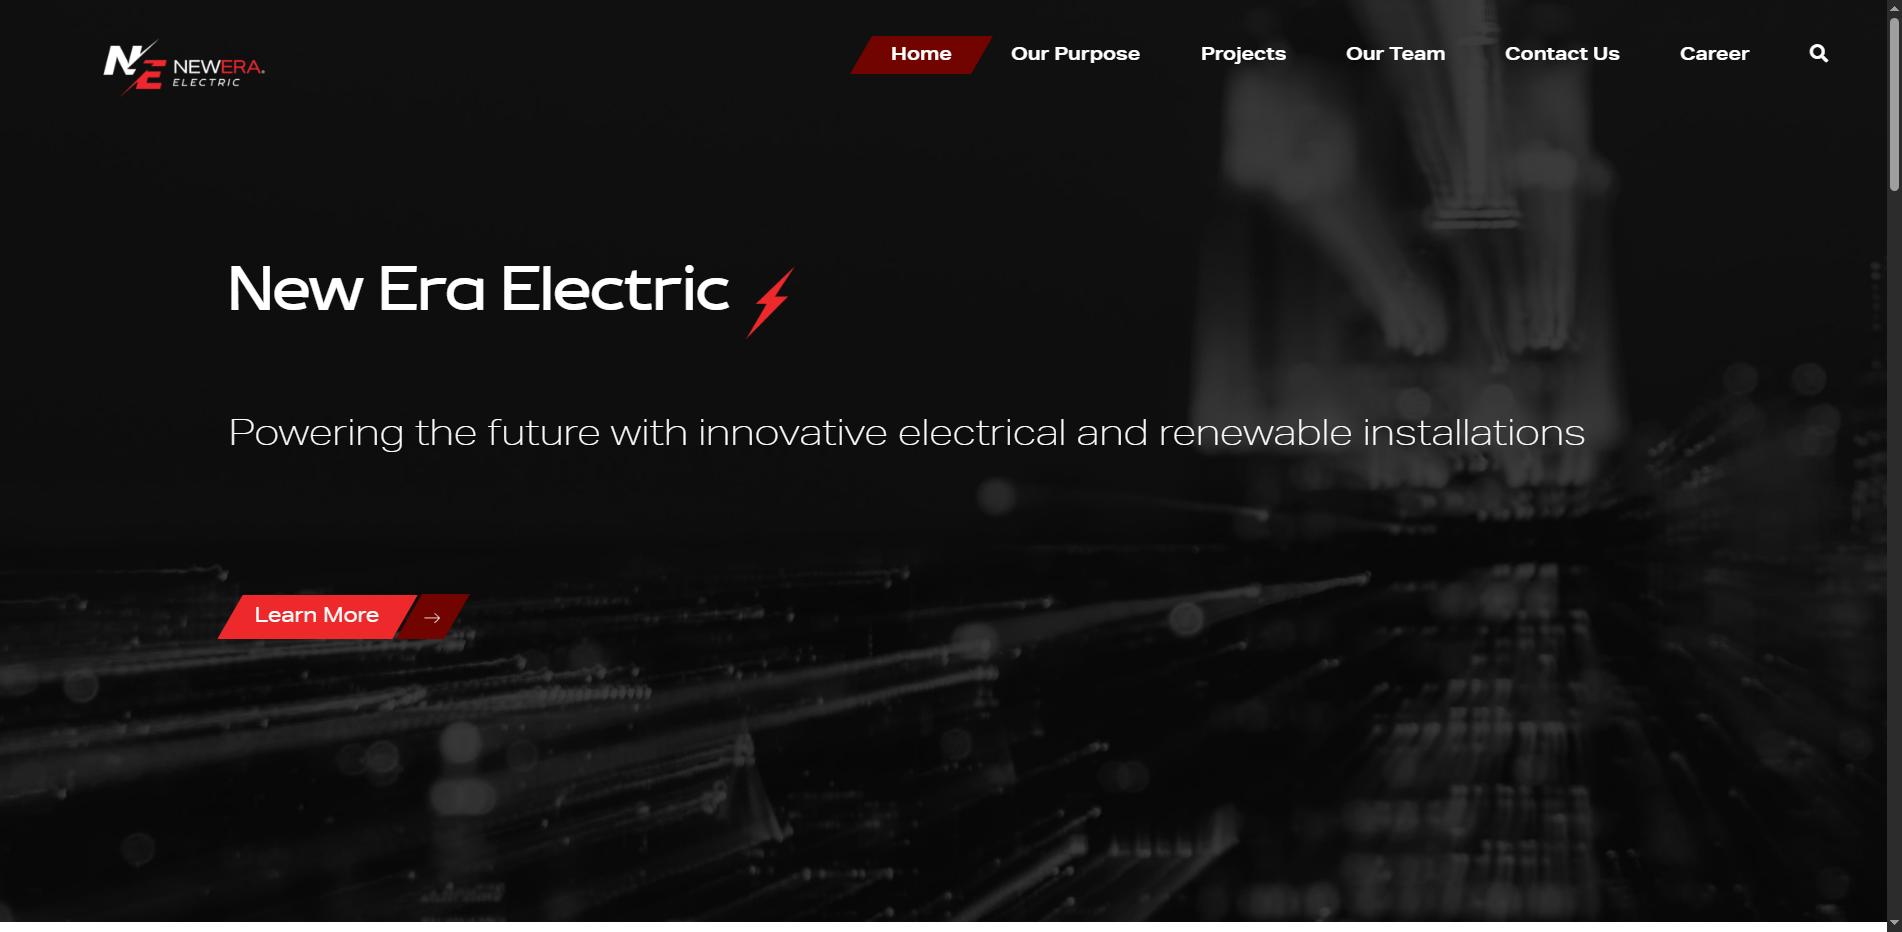 NE NEWERA.
ELECTRIC
Home
Our Purpose
Projects
Our Team
Contact Us
Career
New Era Electric
Powering the future with innovative electrical and renewable installations
Learn More →